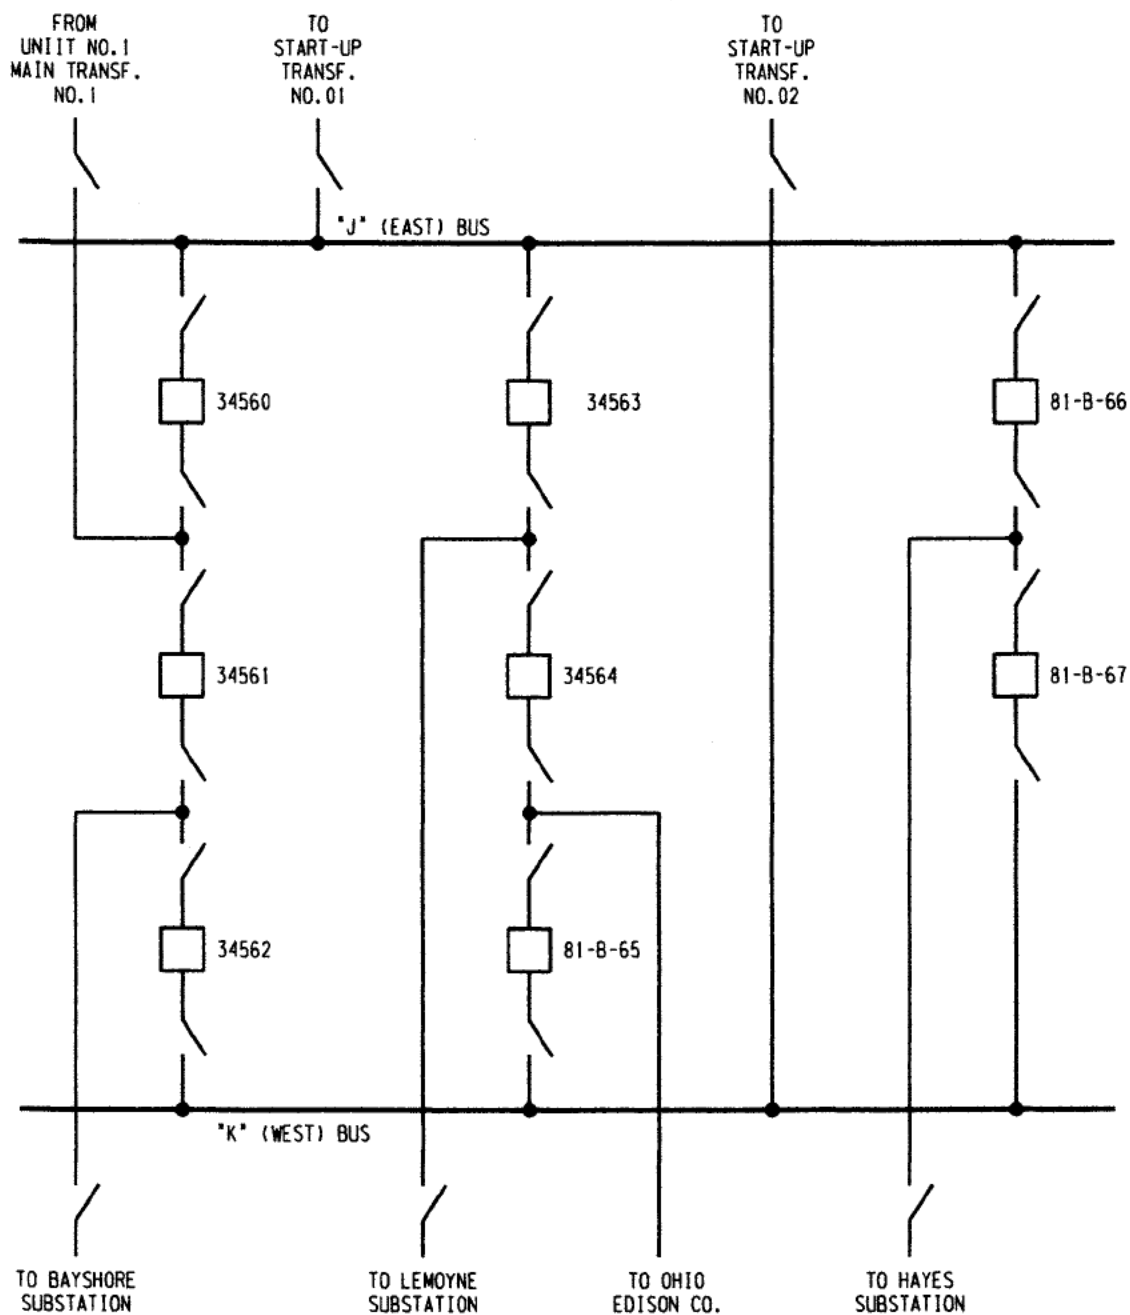 FROM
UNIIT NO.1
MAIN TRANSF.
NO.1
TO
START-UP
TRANSF.
NO.01
TO
START-UP
TRANSF.
NO.02
"J" (EAST) BUS
34560
34563
81-B-66
34561
34564
81-B-67
34562
81-B-65
"K" (WEST) BUS
TO BAYSHORE
SUBSTATION
TO LEMOYNE
SUBSTATION
TO OHIO
EDISON CO.
TO HAYES
SUBSTATION